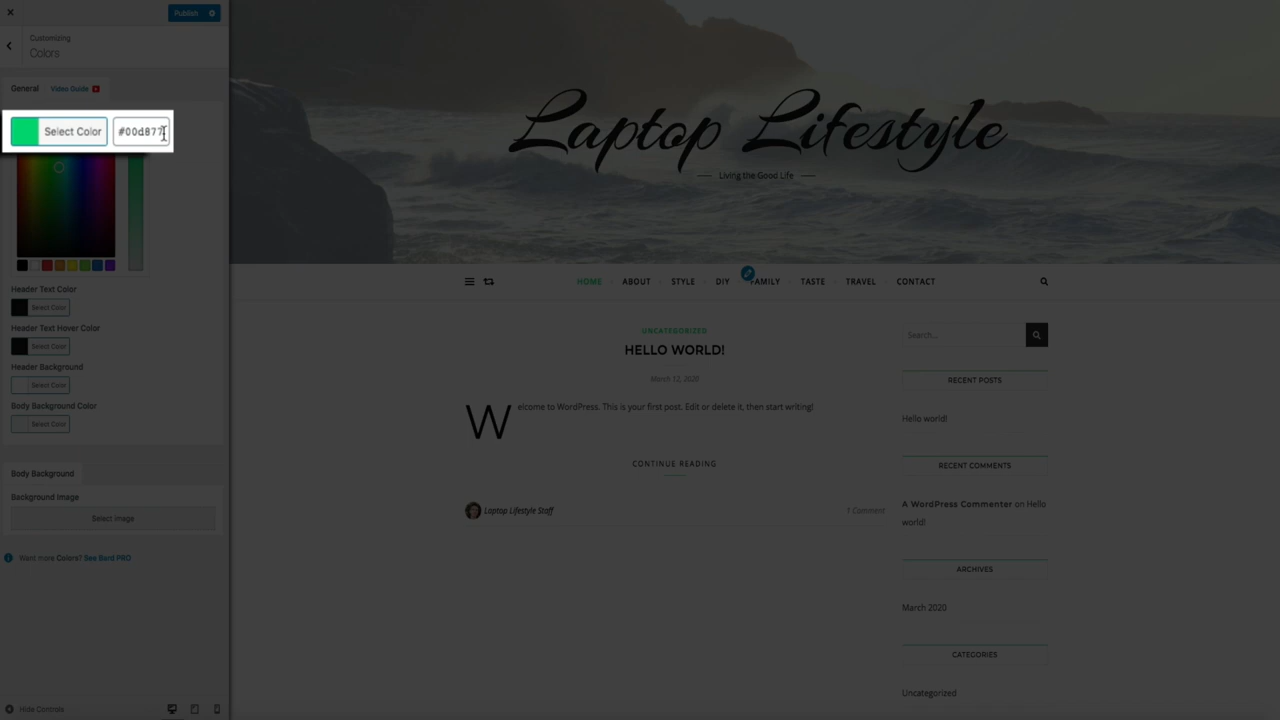 Publish
Customizing
Colors
General
Video Guide
Select Color
#00d877
Header Text Color
Select Color
Header Text Hover Color
Select Color
Header Background
Select Color
Body Background Color
Select Color
Body Background
Background Image
Select Image
Want more Colors? See Bard PRO
Hide Controls
Laptop Lifestyle
Living the Good Life
HOME
ABOUT
STYLE
DIY
FAMILY
TASTE
TRAVEL
CONTACT
UNCATEGORIZED
HELLO WORLD!
March 12, 2020
Welcome to WordPress. This is your first post. Edit or delete it, then start writing!
CONTINUE READING
Laptop Lifestyle Staff
1 Comment
Search...
RECENT POSTS
Hello world!
RECENT COMMENTS
A WordPress Commenter on Hello
world!
ARCHIVES
March 2020
CATEGORIES
Uncategorized